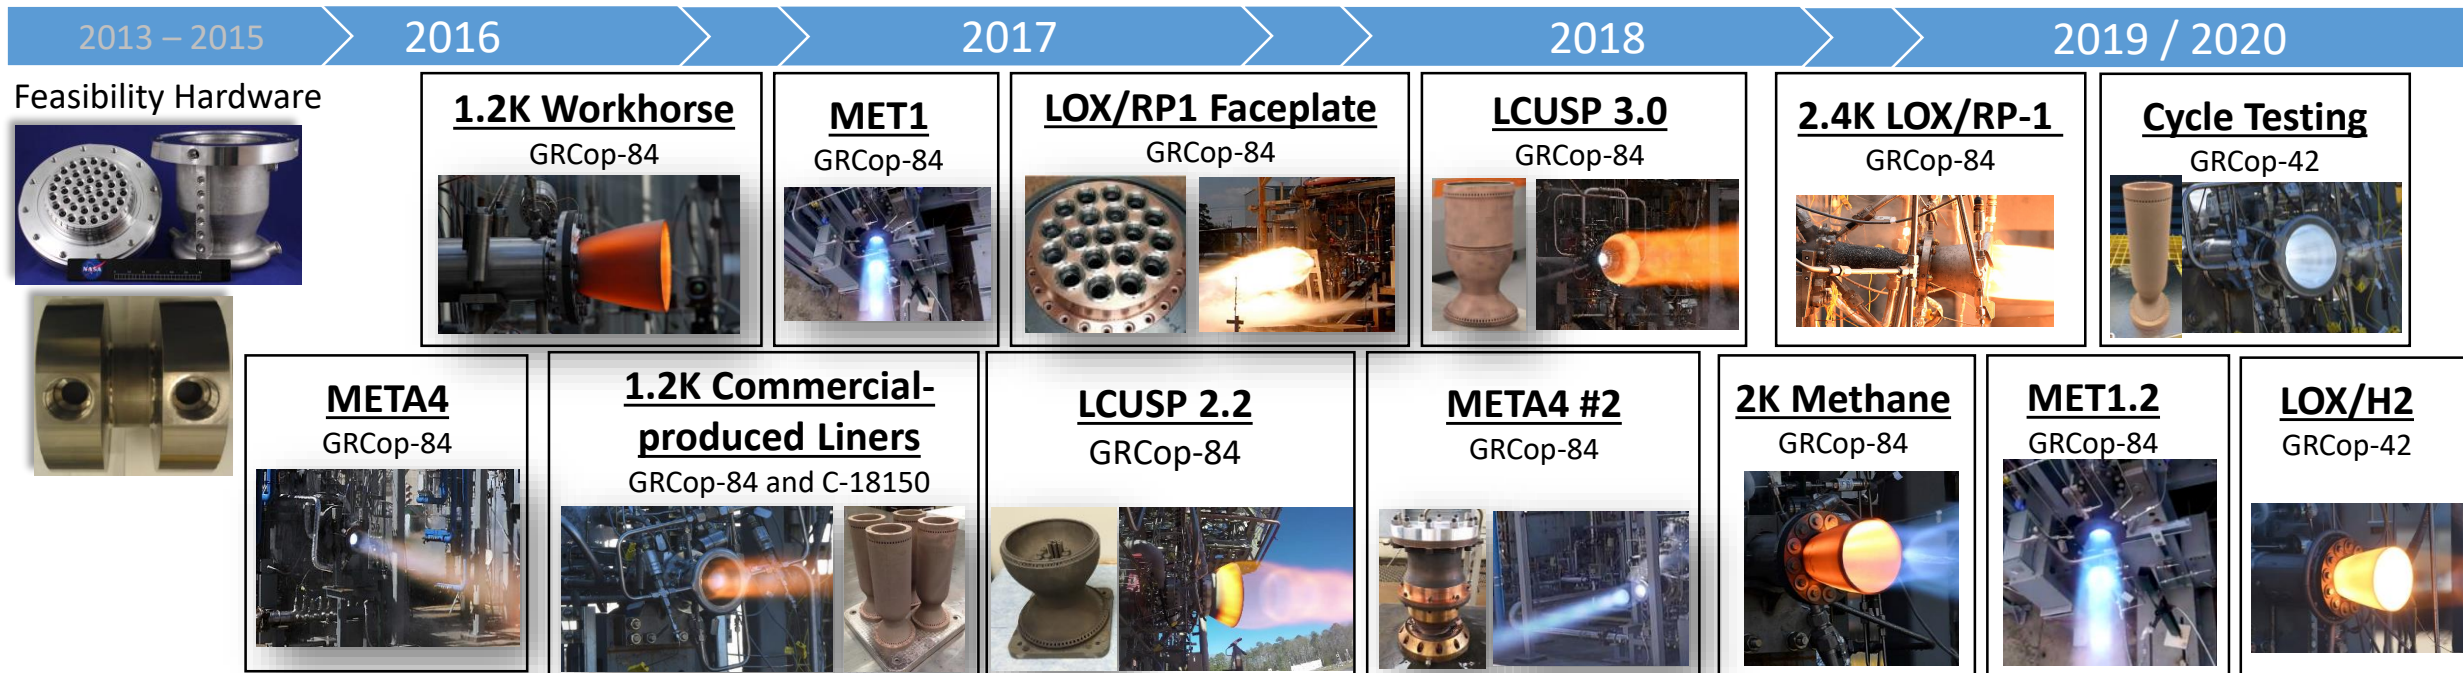 2013 – 2015
2016
2017
2018
2019 / 2020
Feasibility Hardware
NASA
1.2K Workhorse
GRCop-84
MET1
GRCop-84
LOX/RP1 Faceplate
GRCop-84
LCUSP 3.0
GRCop-84
2.4K LOX/RP-1
GRCop-84
Cycle Testing
GRCop-42
META4
GRCop-84
1.2K Commercial-
produced Liners
GRCop-84 and C-18150
LCUSP 2.2
GRCop-84
META4 #2
GRCop-84
2K Methane
GRCop-84
MET1.2
GRCop-84
LOX/H2
GRCop-42